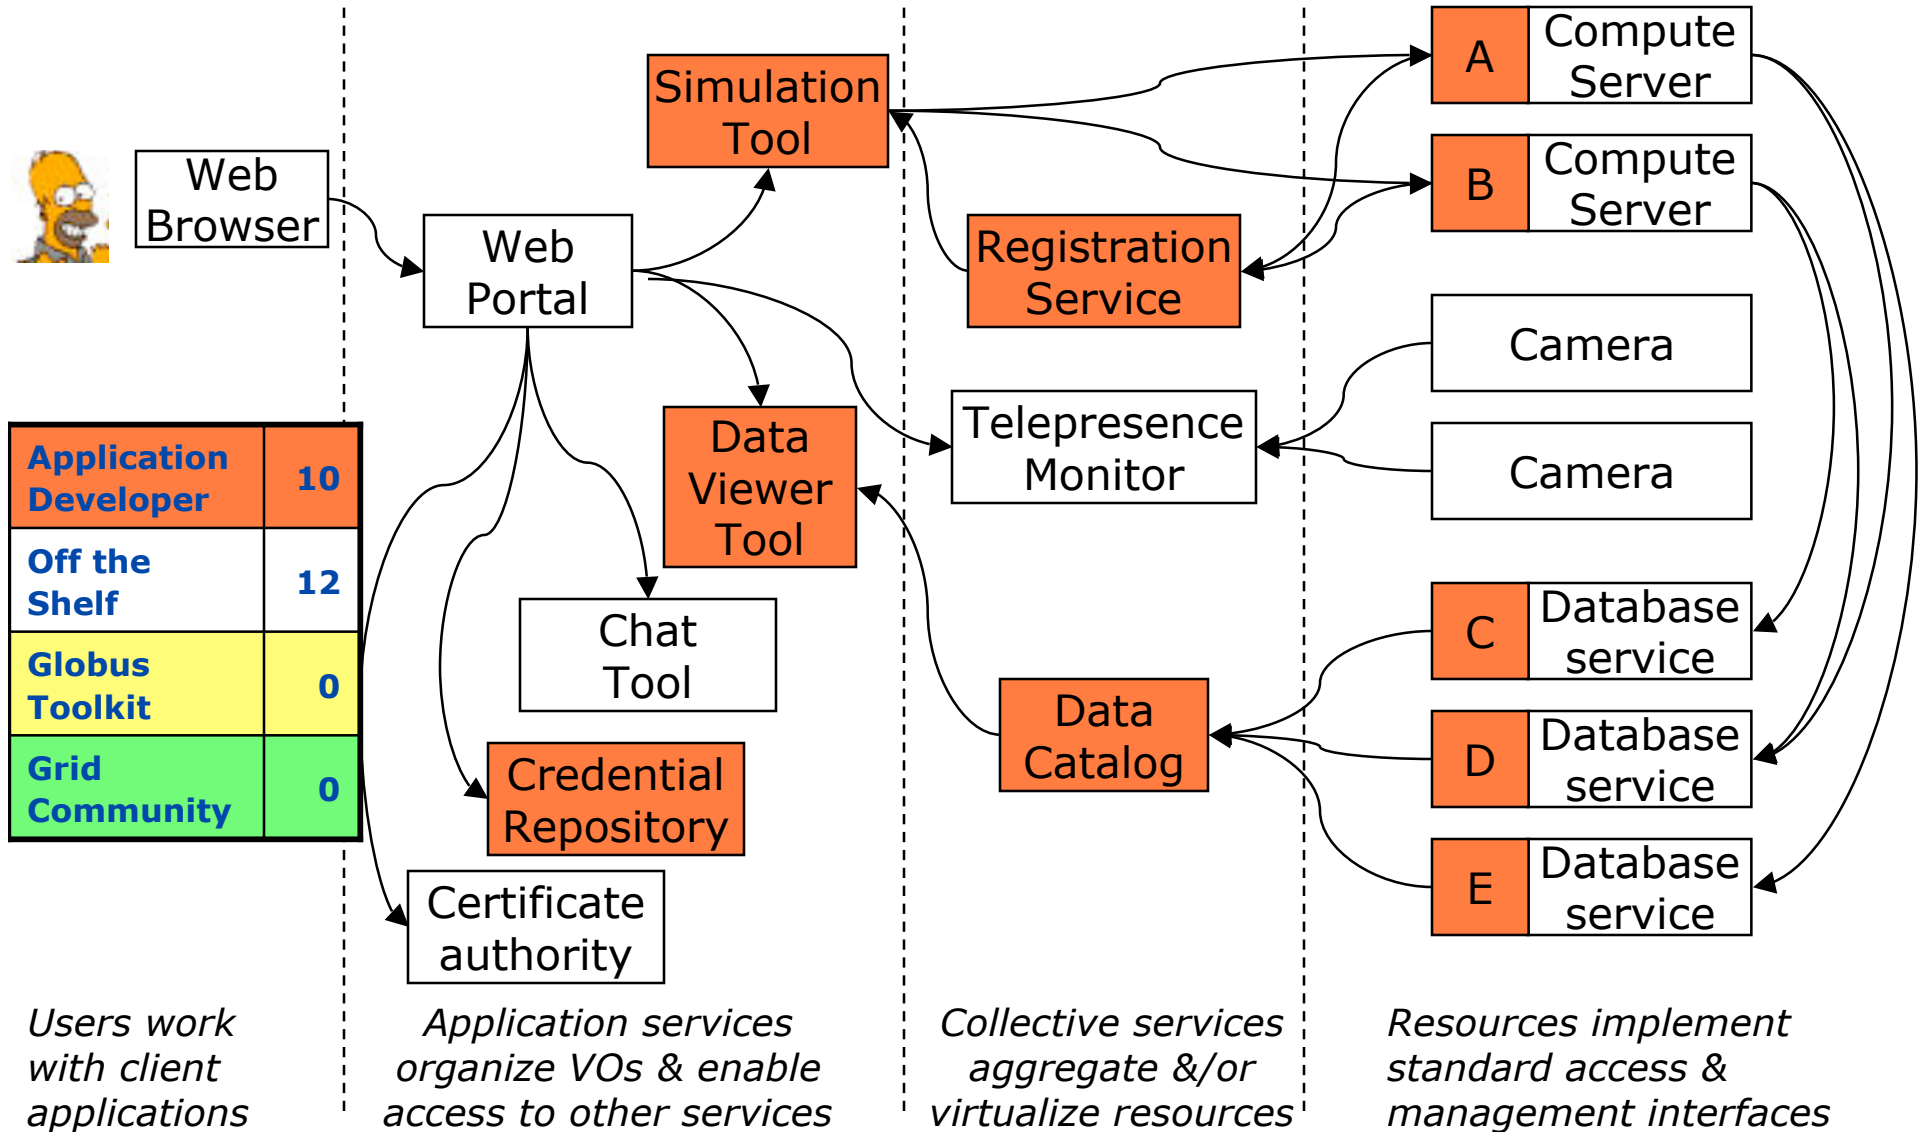 Web
Browser
Web
Portal
Simulation
Tool
Data
Viewer
Tool
Chat
Tool
Credential
Repository
Certificate
authority
Registration
Service
Telepresence
Monitor
Data
Catalog
A
Compute
Server
B
Compute
Server
Camera
Camera
C
Database
service
D
Database
service
E
Database
service
Application
Developer
10
Off the
Shelf
12
Globus
Toolkit
0
Grid
Community
0
Users work
with client
applications
Application services
organize VOs & enable
access to other services
Collective services
aggregate &/or
virtualize resources
Resources implement
standard access &
management interfaces